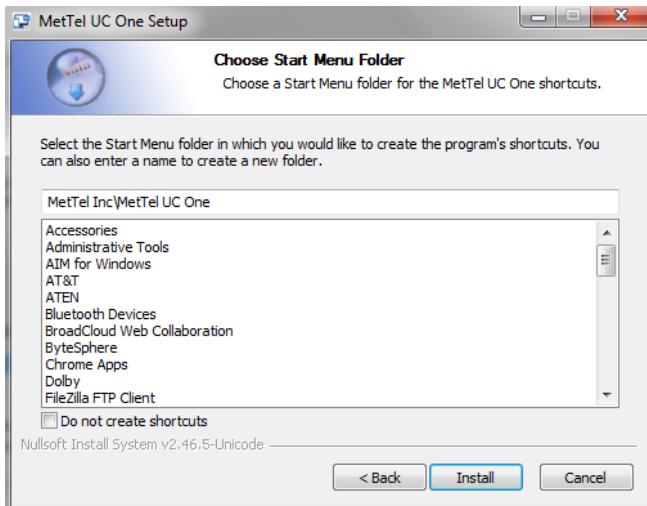 MetTel UC One Setup
Choose Start Menu Folder
Choose a Start Menu folder for the MetTel UC One shortcuts.
Select the Start Menu folder in which you would like to create the program's shortcuts. You
can also enter a name to create a new folder.
MetTel Inc\MetTel UC One
Accessories
Administrative Tools
AIM for Windows
AT&T
ATEN
Bluetooth Devices
BroadCloud Web Collaboration
ByteSphere
Chrome Apps
Dolby
FileZilla FTP Client
Do not create shortcuts
Nullsoft Install System v2.46.5-Unicode
< Back
Install
Cancel